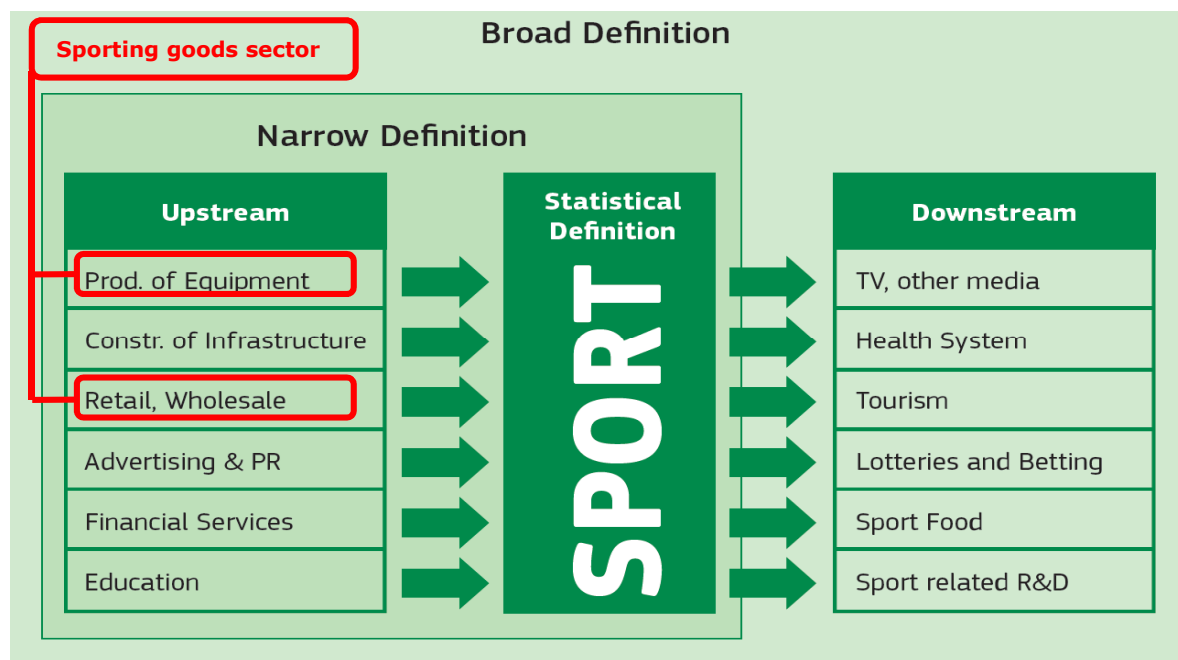 Broad Definition
Sporting goods sector
Narrow Definition
Upstream
Prod. of Equipment
Constr. of Infrastructure
Retail, Wholesale
Advertising & PR
Financial Services
Education
Statistical
Definition
SPORT
Downstream
TV, other media
Health System
Tourism
Lotteries and Betting
Sport Food
Sport related R&D